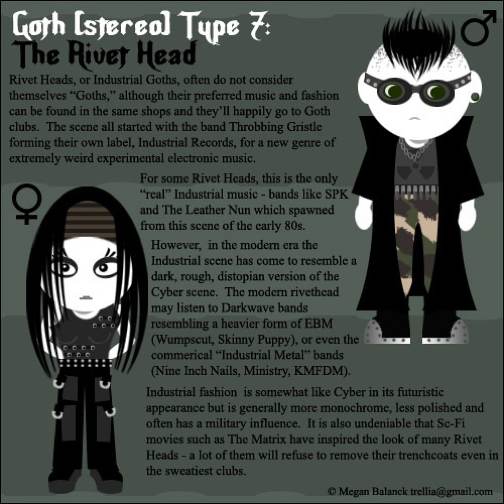 Goth [stereo] Type 7:
The Rivet Head
Rivet Heads, or Industrial Goths, often do not consider
themselves “Goths,” although their preferred music and fashion
can be found in the same shops and they’ll happily go to Goth
clubs. The scene all started with the band Throbbing Gristle
forming their own label, Industrial Records, for a new genre of
extremely weird experimental electronic music.
For some Rivet Heads, this is the only
“real” Industrial music - bands like SPK
and The Leather Nun which spawned
from this scene of the early 80s.
However, in the modern era the
Industrial scene has come to resemble a
dark, rough, distopian version of the
Cyber scene. The modern rivethead
may listen to Darkwave bands
resembling a heavier form of EBM
(Wumpscut, Skinny Puppy), or even the
commerical “Industrial Metal” bands
(Nine Inch Nails, Ministry, KMFDM).
Industrial fashion is somewhat like Cyber in its futuristic
appearance but is generally more monochrome, less polished and
often has a military influence. It is also undeniable that Sc-Fi
movies such as The Matrix have inspired the look of many Rivet
Heads - a lot of them will refuse to remove their trenchcoats even in
the sweatiest clubs.
© Megan Balanck trellia@gmail.com